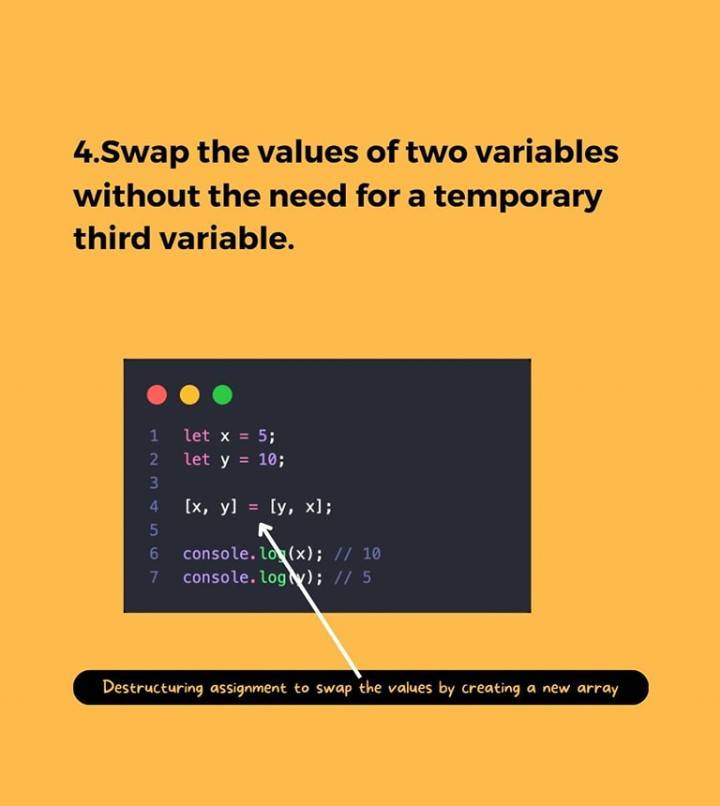 4.Swap the values of two variables
without the need for a temporary
third variable.
1 let x = 5;
2 let y = 10;
3
4 [x, y] = [y, x];
5
6 console.log(x); // 10
7 console.log(y); // 5
Destructuring assignment to swap the values by creating a new array